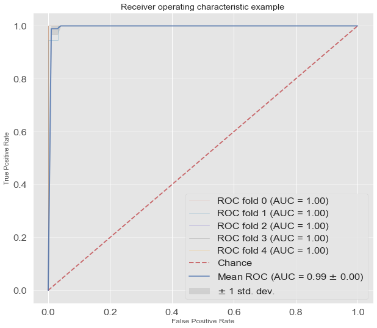 Receiver operating characteristic example
True Positive Rate
1.0
0.8
0.6
0.4
0.2
0.0
ROC fold 0 (AUC = 1.00)
ROC fold 1 (AUC = 1.00)
ROC fold 2 (AUC = 1.00)
ROC fold 3 (AUC = 1.00)
ROC fold 4 (AUC = 1.00)
Chance
Mean ROC (AUC = 0.99 ± 0.00)
± 1 std. dev.
0.0 0.2 0.4 0.6 0.8 1.0
False Positive Rate